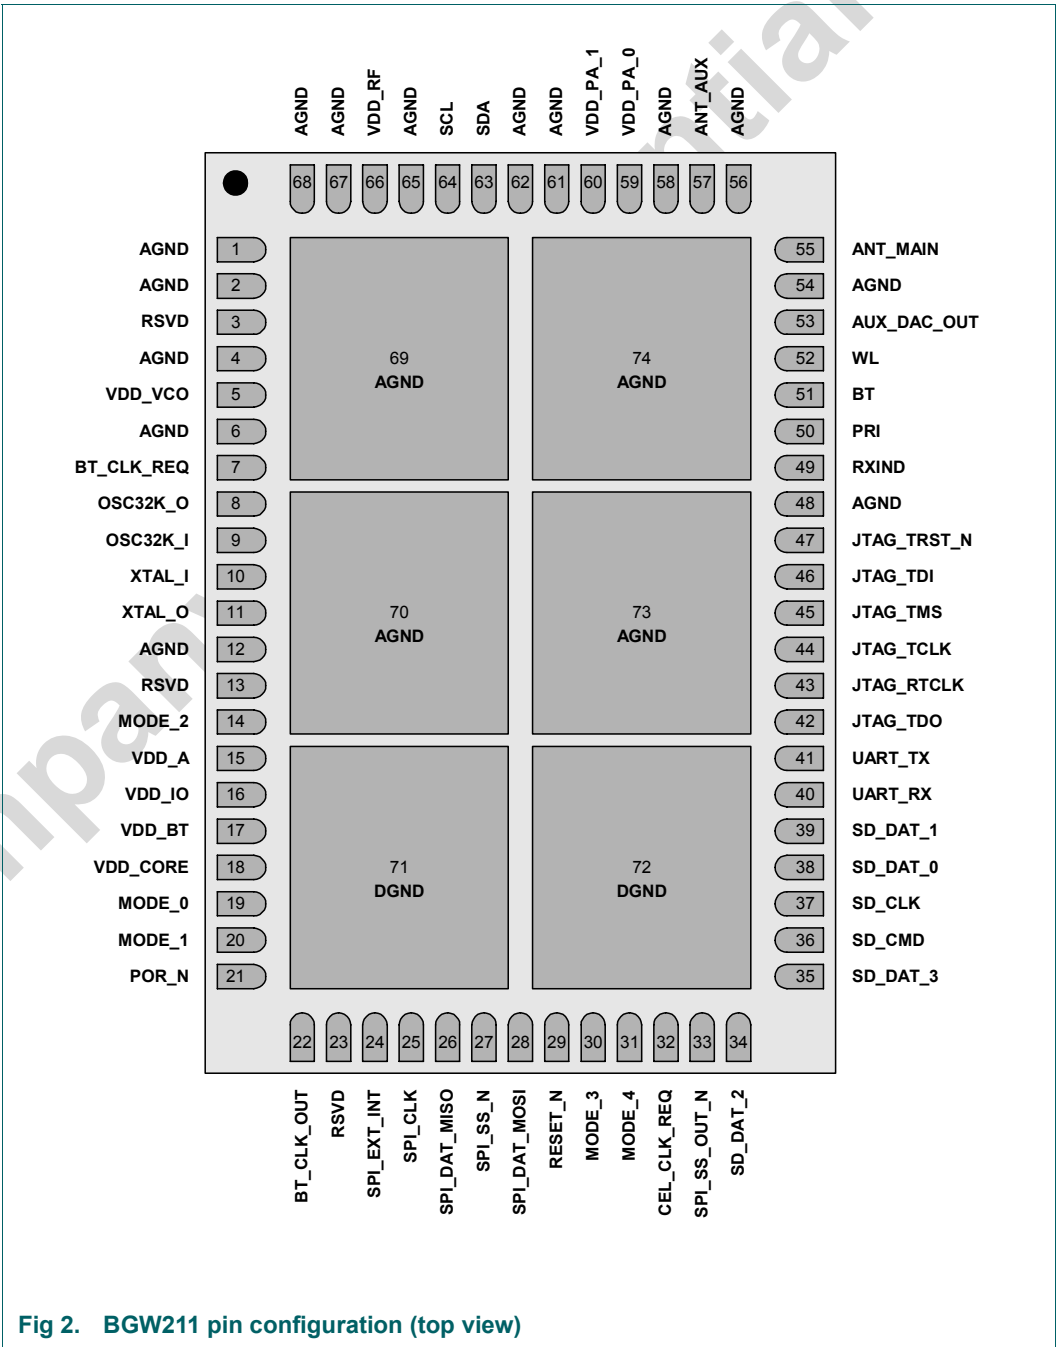 AGND AGND VDD_RF AGND SCL SDA AGND AGND VDD_PA_1 VDD_PA_0 AGND ANT_AUX AGND
68 67 66 65 64 63 62 61 60 59 58 57 56
AGND 1
AGND 2
RSVD 3
AGND 4
VDD_VCO 5
AGND 6
BT_CLK_REQ 7
OSC32K_O 8
OSC32K_I 9
XTAL_I 10
XTAL_O 11
AGND 12
RSVD 13
MODE_2 14
VDD_A 15
VDD_IO 16
VDD_BT 17
VDD_CORE 18
MODE_0 19
MODE_1 20
POR_N 21
69
AGND
74
AGND
70
AGND
73
AGND
71
DGND
72
DGND
55 ANT_MAIN
54 AGND
53 AUX_DAC_OUT
52 WL
51 BT
50 PRI
49 RXIND
48 AGND
47 JTAG_TRST_N
46 JTAG_TDI
45 JTAG_TMS
44 JTAG_TCLK
43 JTAG_RTCLK
42 JTAG_TDO
41 UART_TX
40 UART_RX
39 SD_DAT_1
38 SD_DAT_0
37 SD_CLK
36 SD_CMD
35 SD_DAT_3
22 23 24 25 26 27 28 29 30 31 32 33 34
BT_CLK_OUT RSVD SPI_EXT_INT SPI_CLK SPI_DAT_MISO SPI_SS_N SPI_DAT_MOSI RESET_N MODE_3 MODE_4 CEL_CLK_REQ SPI_SS_OUT_N SD_DAT_2
Fig 2. BGW211 pin configuration (top view)